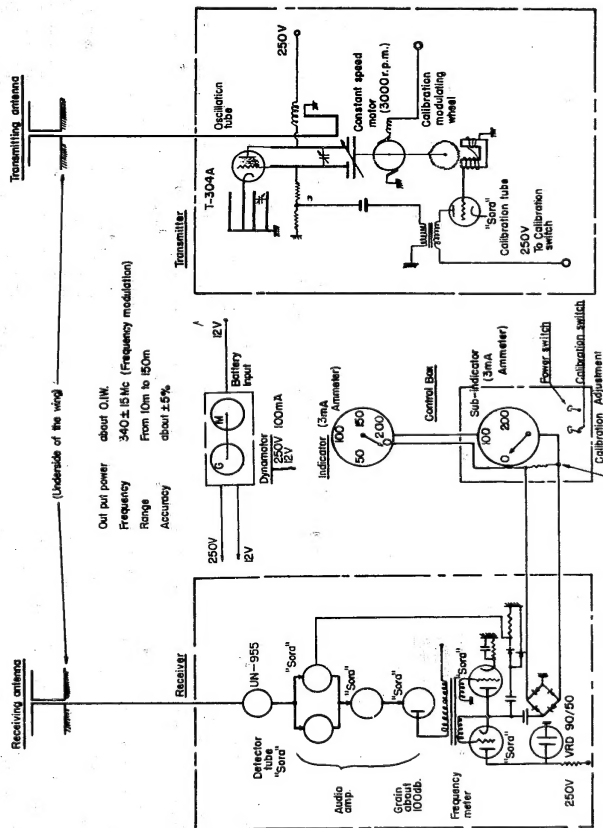 Transmitting antenna
(Underside of the wing)
Receiving antenna
Out put power about 0.1W.
Frequency 340 ± 15 Mc (Frequency modulation)
Range From 10m to 150m
Accuracy about ±5%
Transmitter
T-304A
Oscillation
tube
250V
Constant speed
motor
(3000 r.p.m.)
Calibration
modulating
wheel
"Sora"
Calibration tube
250V
To Calibration
switch
12V
Battery
input
G
M
Dynamotor
250V 100mA
12V
250V
12V
Indicator (3mA
Ammeter)
50
100
150
200
0
Control Box
Sub-indicator
(3mA
Ammeter)
0
100
200
Power switch
Calibration switch
Calibration Adjustment
Receiver
UN-955
Detector
tube
"Sora"
"Sora"
"Sora"
"Sora"
Audio
amp.
Grain
about
100db.
Frequency
meter
"Sora"
"Sora"
VRD 90/50
250V